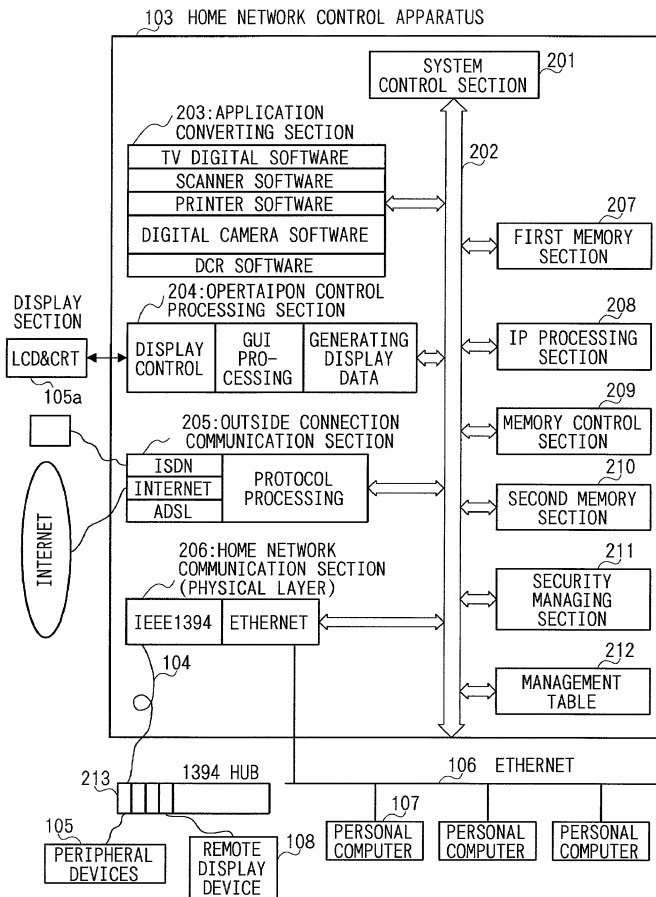 103 HOME NETWORK CONTROL APPARATUS
SYSTEM
CONTROL SECTION
201
203:APPLICATION
CONVERTING SECTION
202
TV DIGITAL SOFTWARE
SCANNER SOFTWARE
PRINTER SOFTWARE
DIGITAL CAMERA SOFTWARE
DCR SOFTWARE
207
FIRST MEMORY
SECTION
204:OPERTAIPON CONTROL
PROCESSING SECTION
DISPLAY
SECTION
LCD&CRT
105a
DISPLAY
CONTROL
GUI
PRO-
CESSING
GENERATING
DISPLAY
DATA
208
IP PROCESSING
SECTION
209
MEMORY CONTROL
SECTION
205:OUTSIDE CONNECTION
COMMUNICATION SECTION
ISDN
INTERNET
ADSL
PROTOCOL
PROCESSING
210
SECOND MEMORY
SECTION
INTERNET
206:HOME NETWORK
COMMUNICATION SECTION
(PHYSICAL LAYER)
IEEE1394
ETHERNET
211
SECURITY
MANAGING
SECTION
104
212
MANAGEMENT
TABLE
213
1394 HUB
106 ETHERNET
105
PERIPHERAL
DEVICES
REMOTE
DISPLAY
DEVICE
108
107
PERSONAL
COMPUTER
PERSONAL
COMPUTER
PERSONAL
COMPUTER